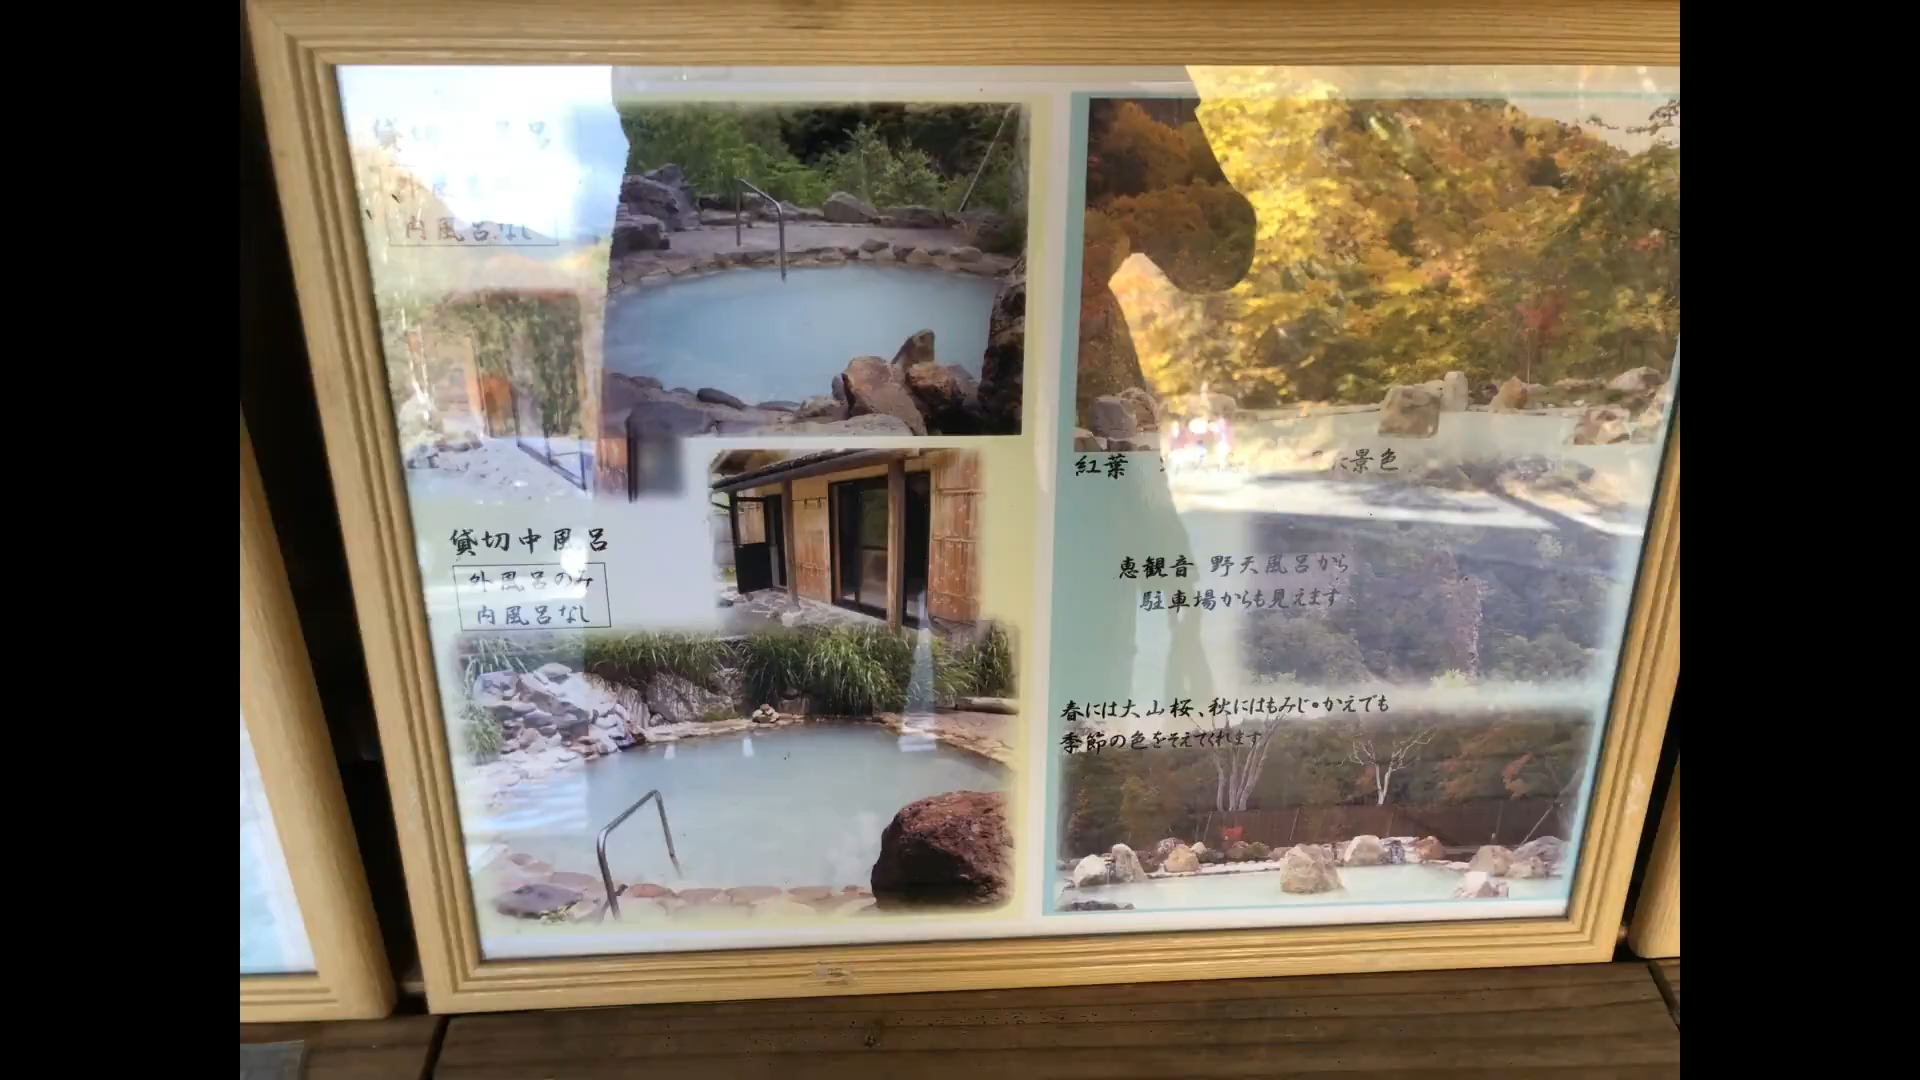 内風呂なし
貸切中風呂
外風呂のみ
内風呂なし
紅葉
景色
恵観音 野天風呂から
駐車場からも見えます
春には大山桜、秋にはもみじ・かえでも
季節の色をそえてくれます